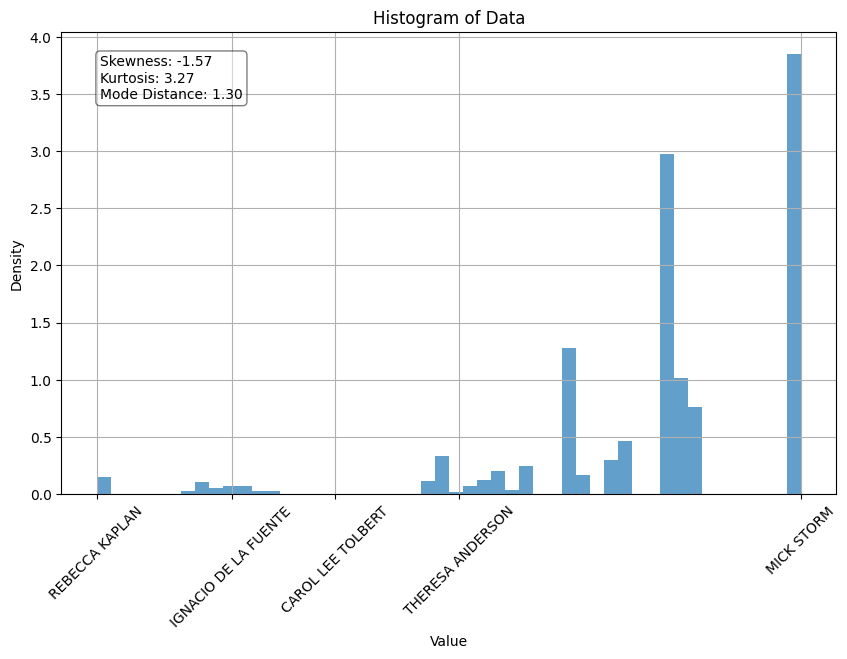 Histogram of Data
4.0
3.5
3.0
2.5
2.0
1.5
1.0
0.5
0.0
Density
Skewness: -1.57
Kurtosis: 3.27
Mode Distance: 1.30
REBECCA KAPLAN
IGNACIO DE LA FUENTE
CAROL LEE TOLBERT
THERESA ANDERSON
MICK STORM
Value